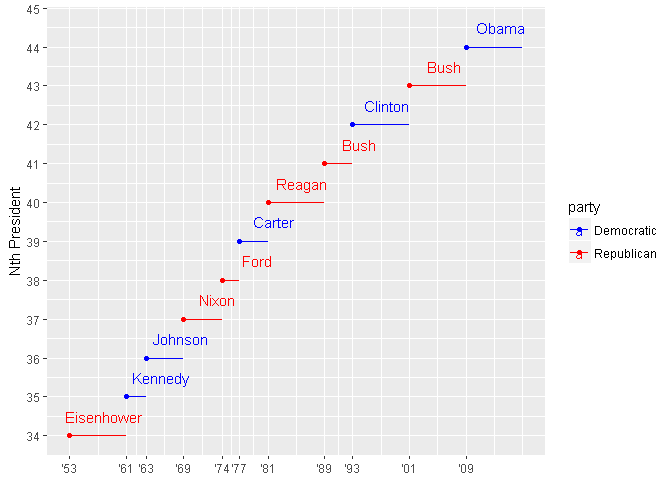 45
Obama
44
Bush
43
Clinton
42
Bush
41
Reagan
40
Carter
39
Ford
38
Nixon
37
Johnson
36
Kennedy
35
Eisenhower
34
Nth President
'53 '61 '63 '69 '74 '77 '81 '89 '93 '01 '09
party
a Democratic
a Republican